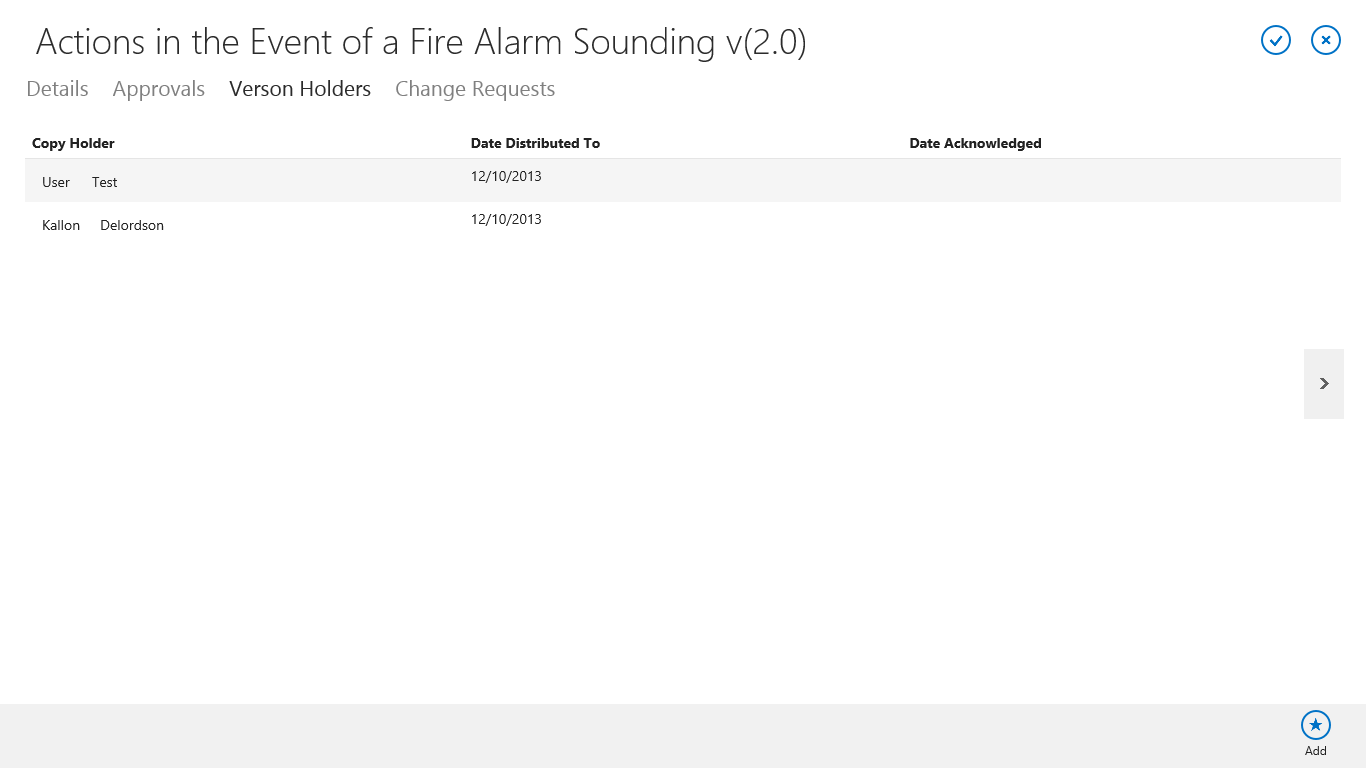 Actions in the Event of a Fire Alarm Sounding v(2.0)
Details Approvals Verson Holders Change Requests
Copy Holder Date Distributed To Date Acknowledged
User Test 12/10/2013
Kallon Delordson 12/10/2013
Add